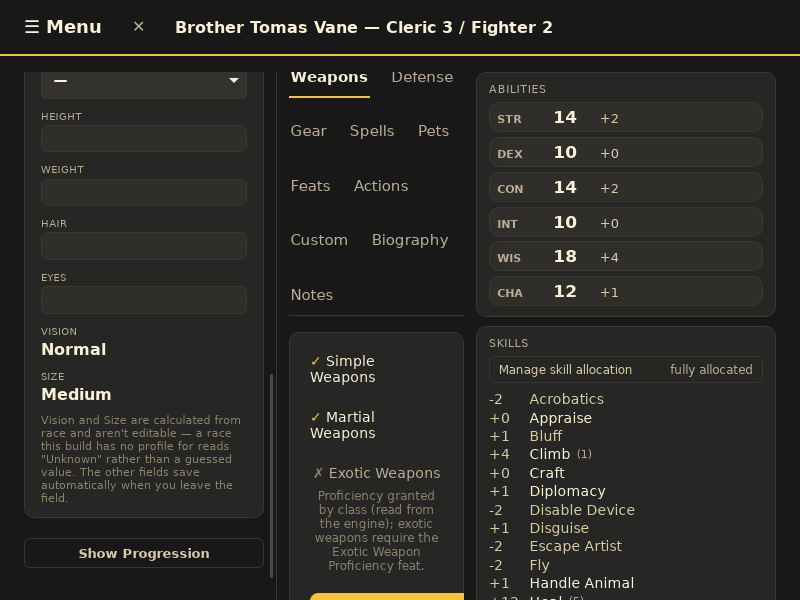 ☰ Menu
✕
Brother Tomas Vane — Cleric 3 / Fighter 2
—
HEIGHT
WEIGHT
HAIR
EYES
VISION
Normal
SIZE
Medium
Vision and Size are calculated from
race and aren't editable — a race
this build has no profile for reads
"Unknown" rather than a guessed
value. The other fields save
automatically when you leave the
field.
Show Progression
Weapons Defense
Gear Spells Pets
Feats Actions
Custom Biography
Notes
✓ Simple
Weapons
✓ Martial
Weapons
✗ Exotic Weapons
Proficiency granted
by class (read from
the engine); exotic
weapons require the
Exotic Weapon
Proficiency feat.
ABILITIES
STR 14 +2
DEX 10 +0
CON 14 +2
INT 10 +0
WIS 18 +4
CHA 12 +1
SKILLS
Manage skill allocation fully allocated
-2 Acrobatics
+0 Appraise
+1 Bluff
+4 Climb (1)
+0 Craft
+1 Diplomacy
-2 Disable Device
+1 Disguise
-2 Escape Artist
-2 Fly
+1 Handle Animal
+12 Heal (5)